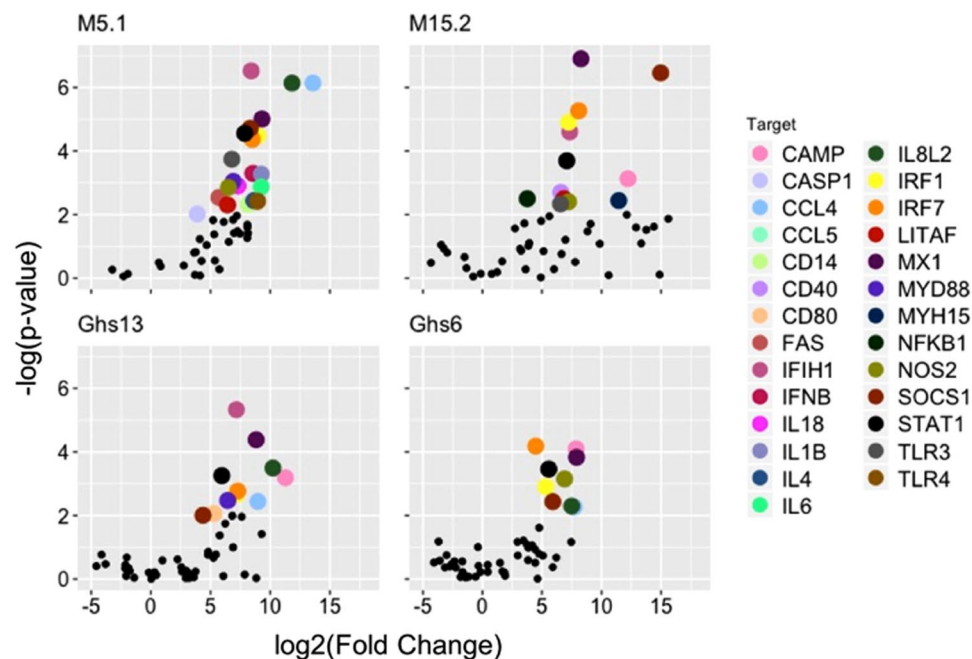 M5.1
M15.2
6
4
2
0
Ghs13
Ghs6
6
4
2
0
-5 0 5 10 15
-5 0 5 10 15
-log(p-value)
log2(Fold Change)
Target
CAMP
CASP1
CCL4
CCL5
CD14
CD40
CD80
FAS
IFIH1
IFNB
IL18
IL1B
IL4
IL6
IL8L2
IRF1
IRF7
LITAF
MX1
MYD88
MYH15
NFKB1
NOS2
SOCS1
STAT1
TLR3
TLR4